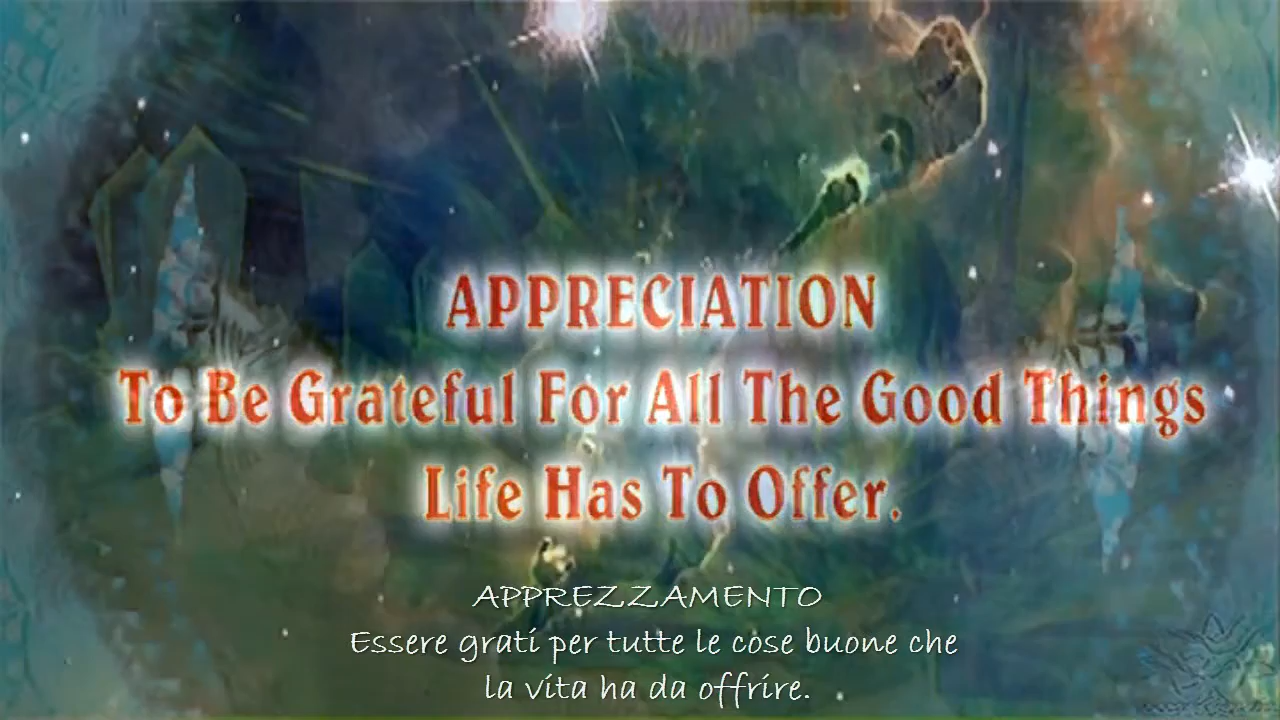 APPRECIATION
To Be Grateful For All The Good Things
Life Has To Offer.
APPREZZAMENTO
Essere grati per tutte le cose buone che
la vita ha da offrire.